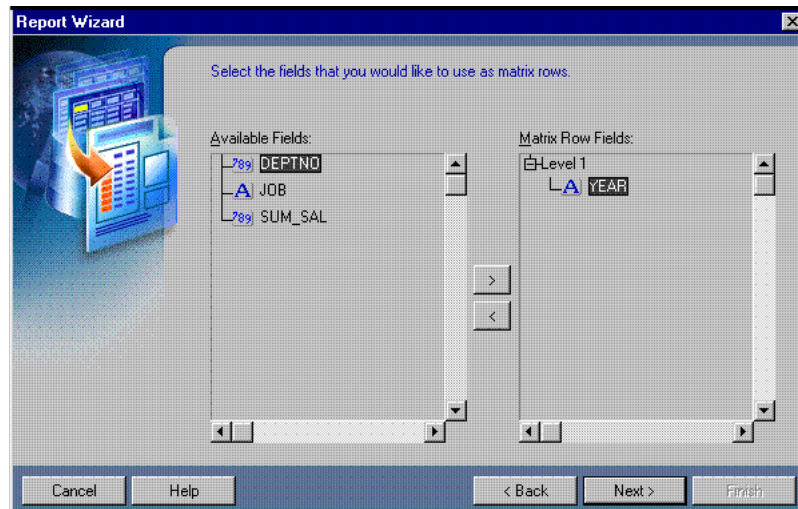 Report Wizard
Select the fields that you would like to use as matrix rows.
Available Fields:
789 DEPTNO
A JOB
789 SUM_SAL
>
<
Matrix Row Fields:
Level 1
A YEAR
Cancel
Help
< Back
Next >
Finish